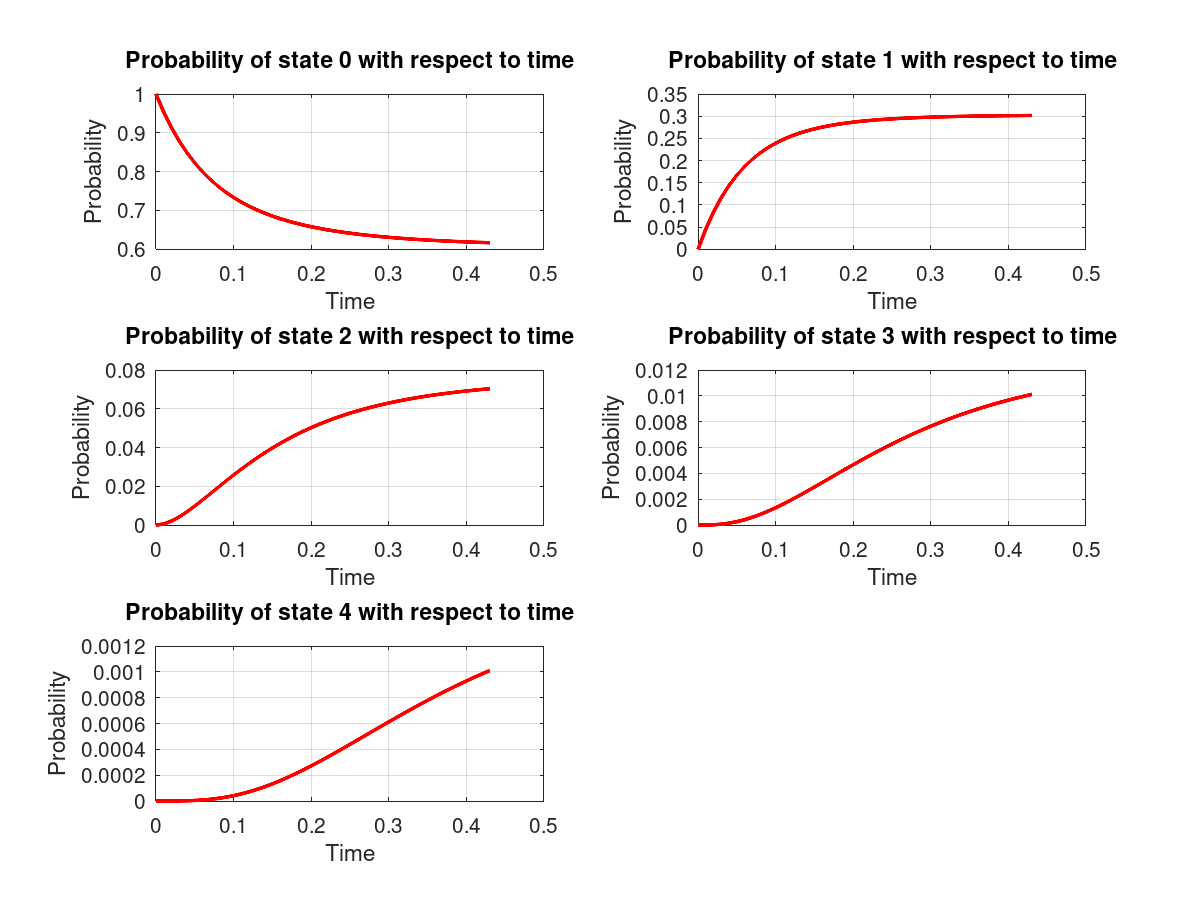 Probability of state 0 with respect to time
Probability
1
0.9
0.8
0.7
0.6
0 0.1 0.2 0.3 0.4 0.5
Time
Probability of state 1 with respect to time
Probability
0.35
0.3
0.25
0.2
0.15
0.1
0.05
0
0 0.1 0.2 0.3 0.4 0.5
Time
Probability of state 2 with respect to time
Probability
0.08
0.06
0.04
0.02
0
0 0.1 0.2 0.3 0.4 0.5
Time
Probability of state 3 with respect to time
Probability
0.012
0.01
0.008
0.006
0.004
0.002
0
0 0.1 0.2 0.3 0.4 0.5
Time
Probability of state 4 with respect to time
Probability
0.0012
0.001
0.0008
0.0006
0.0004
0.0002
0
0 0.1 0.2 0.3 0.4 0.5
Time